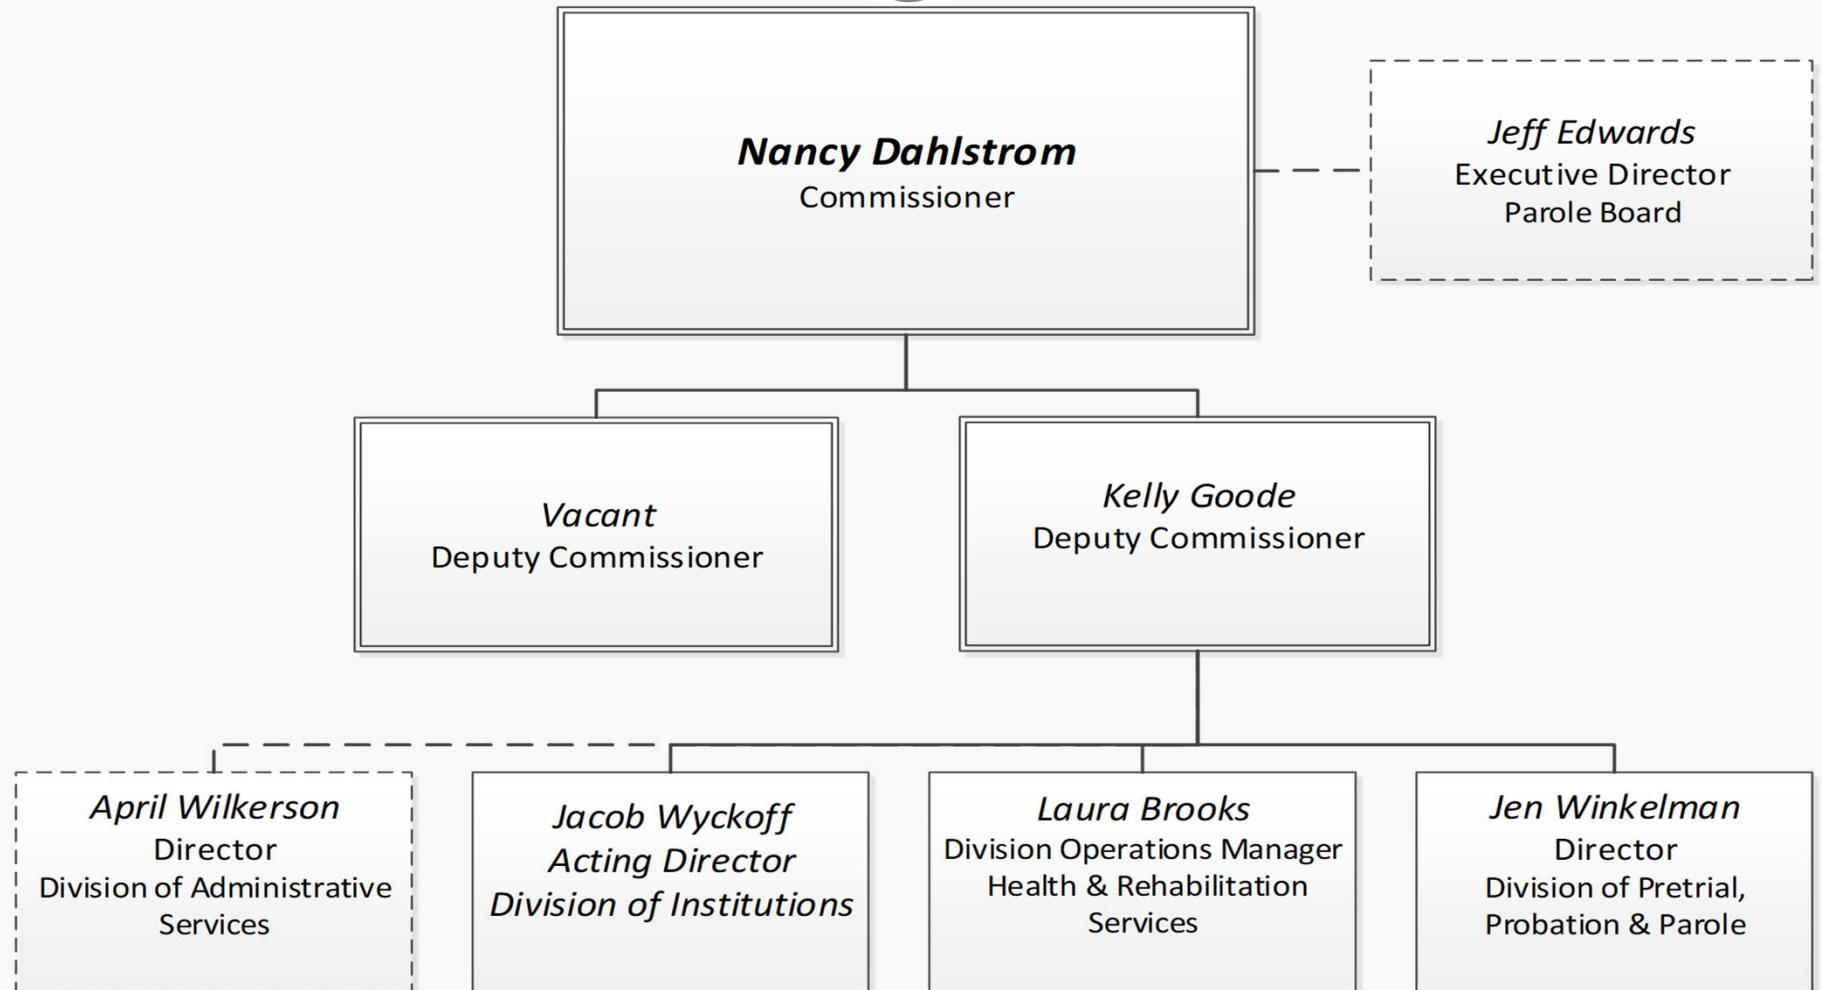 Nancy Dahlstrom
Commissioner
Jeff Edwards
Executive Director
Parole Board
Vacant
Deputy Commissioner
Kelly Goode
Deputy Commissioner
April Wilkerson
Director
Division of Administrative
Services
Jacob Wyckoff
Acting Director
Division of Institutions
Laura Brooks
Division Operations Manager
Health & Rehabilitation
Services
Jen Winkelman
Director
Division of Pretrial,
Probation & Parole